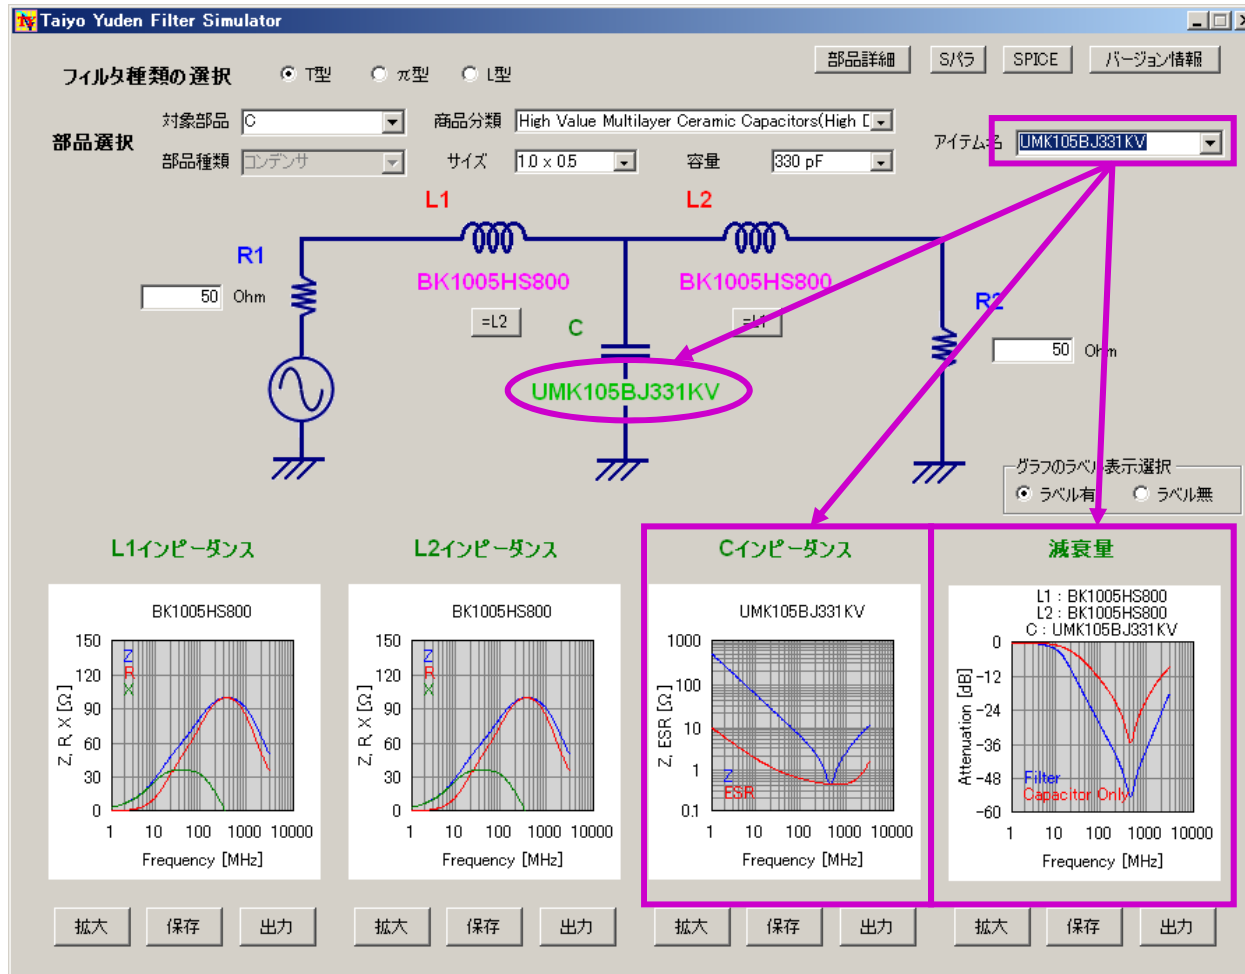 Taiyo Yuden Filter Simulator
部品詳細 Sパラ SPICE バージョン情報
フィルタ種類の選択 T型 π型 L型
対象部品 C 商品分類 High Value Multilayer Ceramic Capacitors(High
部品選択 アイテム名 UMK105BJ331KV
部品種類 コンデンサ サイズ 1.0 x 0.5 容量 330 pF
L1 L2
R1
BK1005HS800 BK1005HS800
50 Ohm
R2
=L2 C =L1
50 Ohm
UMK105BJ331KV
グラフのラベル表示選択
ラベル有 ラベル無
L1インピーダンス
BK1005HS800
Z
R
X
Z, R, X [Ω]
150
120
90
60
30
0
1 10 100 1000 10000
Frequency [MHz]
拡大 保存 出力
L2インピーダンス
BK1005HS800
Z
R
X
Z, R, X [Ω]
150
120
90
60
30
0
1 10 100 1000 10000
Frequency [MHz]
拡大 保存 出力
Cインピーダンス
UMK105BJ331KV
Z, ESR [Ω]
1000
100
10
1
0.1
Z
ESR
1 10 100 1000 10000
Frequency [MHz]
拡大 保存 出力
減衰量
L1 : BK1005HS800
L2 : BK1005HS800
C : UMK105BJ331KV
Attenuation [dB]
0
-12
-24
-36
-48
-60
Filter
Capacitor Only
1 10 100 1000 10000
Frequency [MHz]
拡大 保存 出力